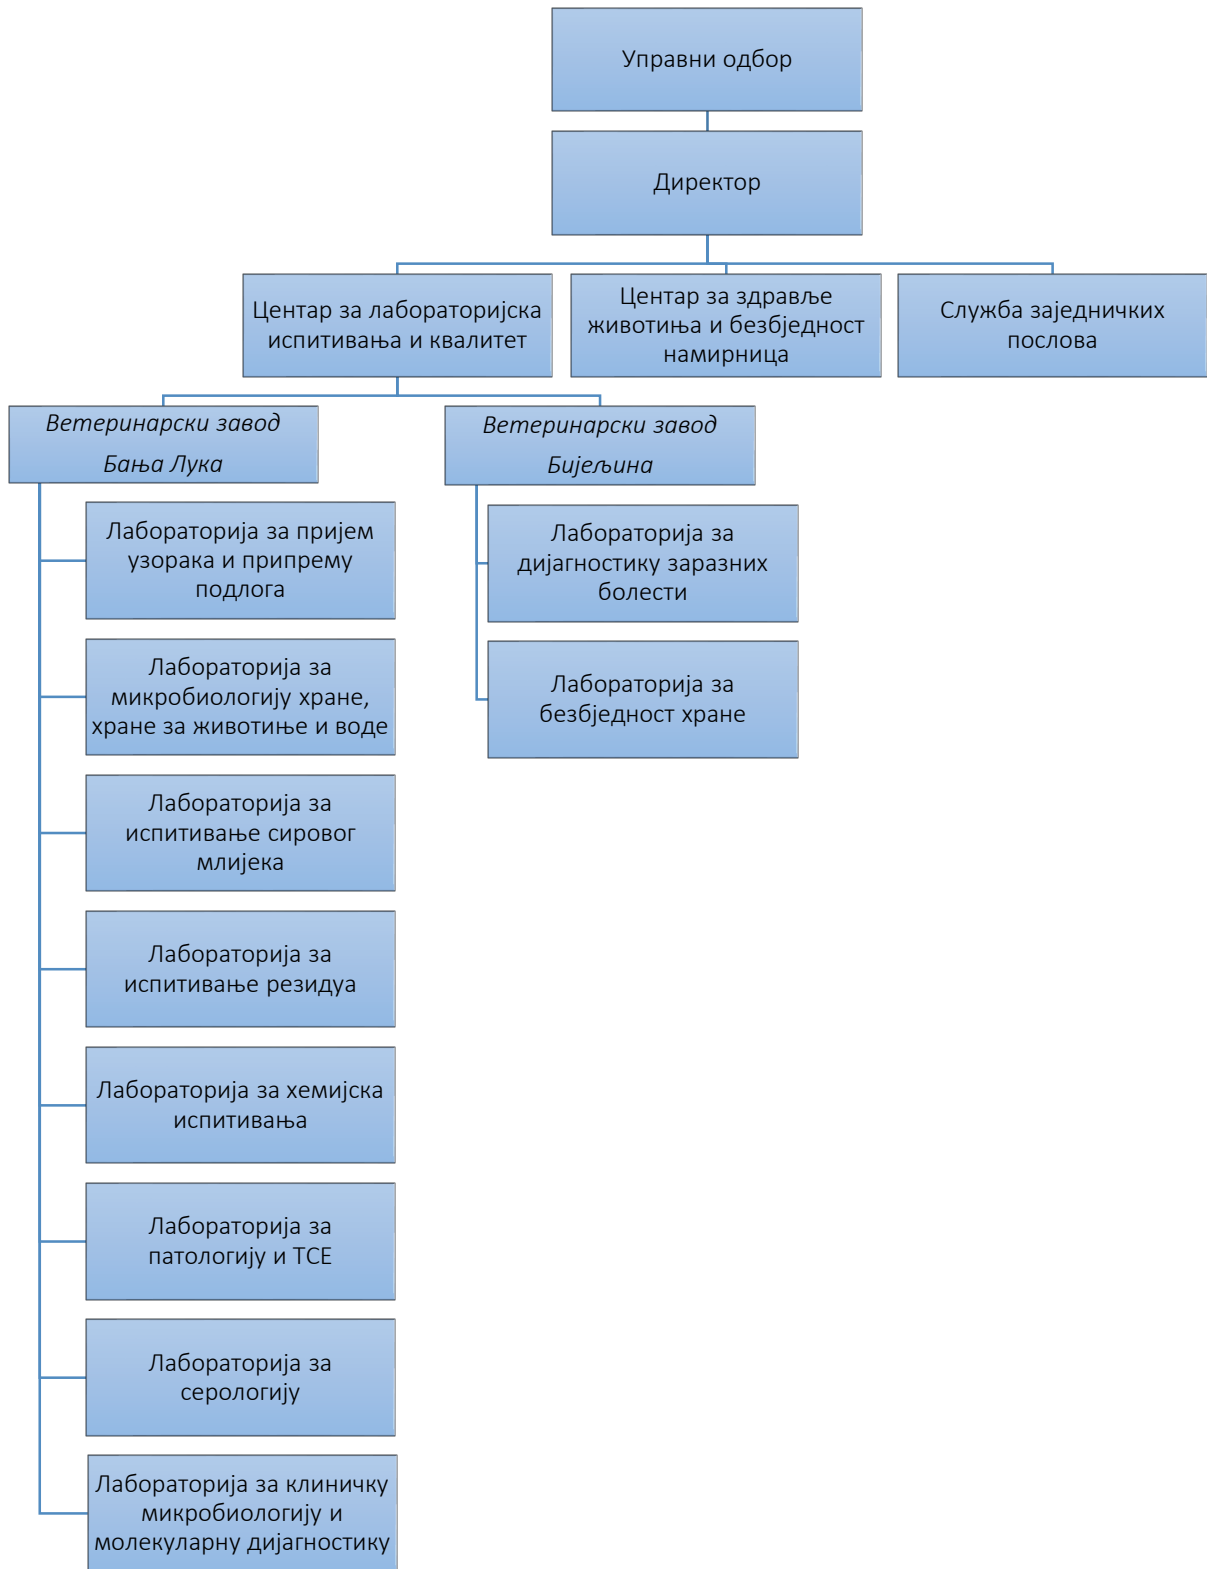 Управни одбор
Директор
Центар за лабораторијска
испитивања и квалитет
Центар за здравље
животиња и безбједност
намирница
Служба заједничких
послова
Ветеринарски завод
Бања Лука
Ветеринарски завод
Бијељина
Лабораторија за пријем
узорака и припрему
подлога
Лабораторија за
микробиологију хране,
хране за животиње и воде
Лабораторија за
испитивање сировог
млијека
Лабораторија за
испитивање резидуа
Лабораторија за хемијска
испитивања
Лабораторија за
патологију и ТСЕ
Лабораторија за
серологију
Лабораторија за клиничку
микробиологију и
молекуларну дијагностику
Лабораторија за
дијагностику заразних
болести
Лабораторија за
безбједност хране